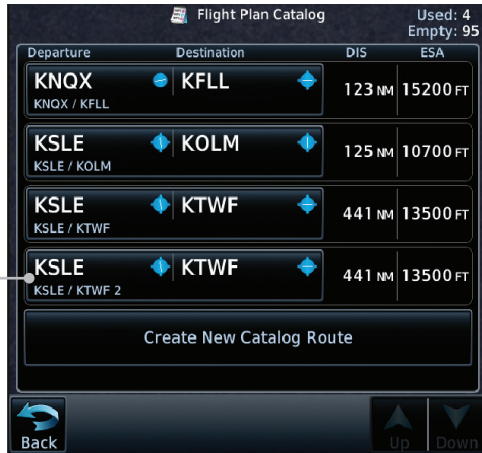 Flight Plan Catalog
Used: 4
Empty: 95
Departure Destination DIS ESA
KNQX KFLL 123 NM 15200 FT
KNQX / KFLL
KSLE KOLM 125 NM 10700 FT
KSLE / KOLM
KSLE KTWF 441 NM 13500 FT
KSLE / KTWF
KSLE KTWF 441 NM 13500 FT
KSLE / KTWF 2
Create New Catalog Route
Back Up Down